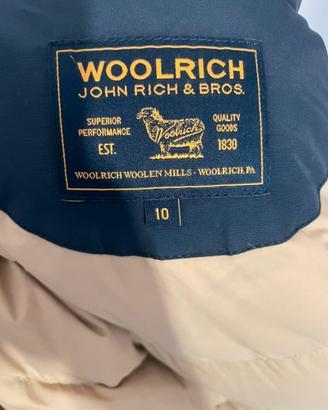 WOOLRICH
JOHN RICH & BROS.
SUPERIOR
PERFORMANCE
EST.
Woolrich
QUALITY
GOODS
1830
WOOLRICH WOOLEN MILLS - WOOLRICH, PA
10